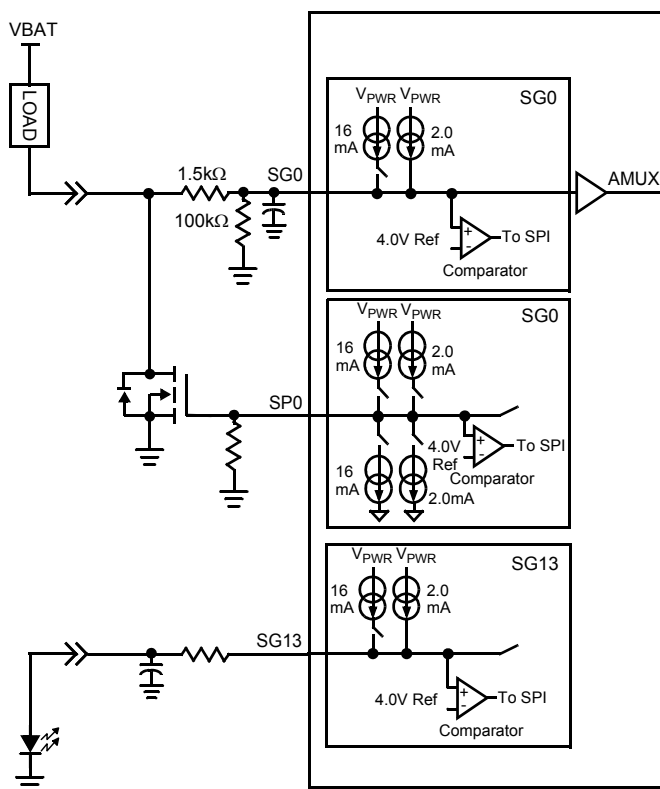 VBAT
LOAD
1.5kΩ
100kΩ
SG0
SG0
VPWR VPWR
16 mA
2.0 mA
4.0V Ref
Comparator
To SPI
AMUX
SG0
VPWR VPWR
16 mA
2.0 mA
SP0
4.0V Ref
Comparator
To SPI
16 mA
2.0mA
SG13
VPWR VPWR
16 mA
2.0 mA
SG13
4.0V Ref
Comparator
To SPI